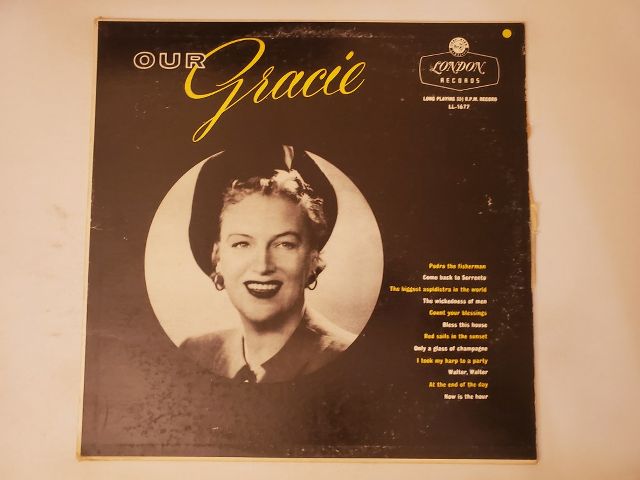 OUR Gracie
LONDON
RECORDS
LONG PLAYING 33⅓ R.P.M. RECORD
LL-1677
Pedro the fisherman
Come back to Sorrento
The biggest aspidistra in the world
The wickedness of men
Count your blessings
Bless this house
Red sails in the sunset
Only a glass of champagne
I took my harp to a party
Walter, Walter
At the end of the day
Now is the hour